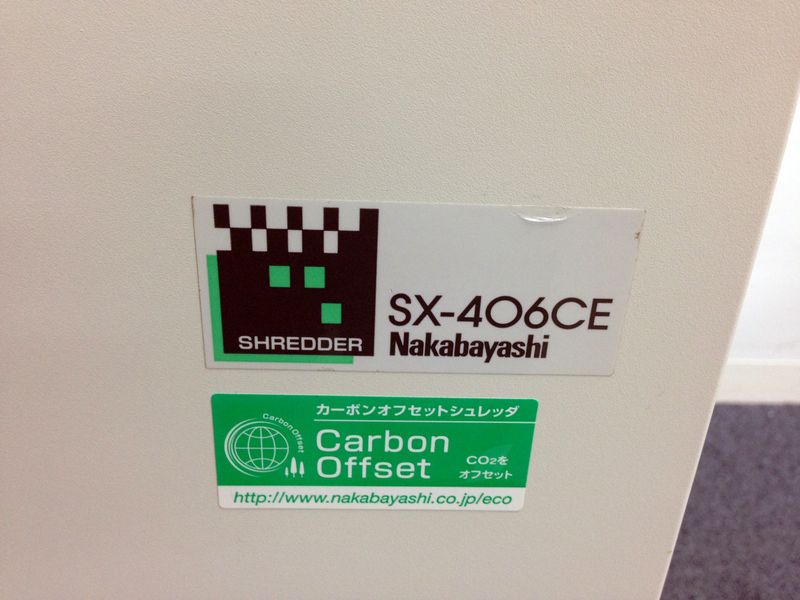 SHREDDER
SX-406CE
Nakabayashi
カーボンオフセットシュレッダ
Carbon Offset
Carbon
Offset
CO₂を
オフセット
http://www.nakabayashi.co.jp/eco